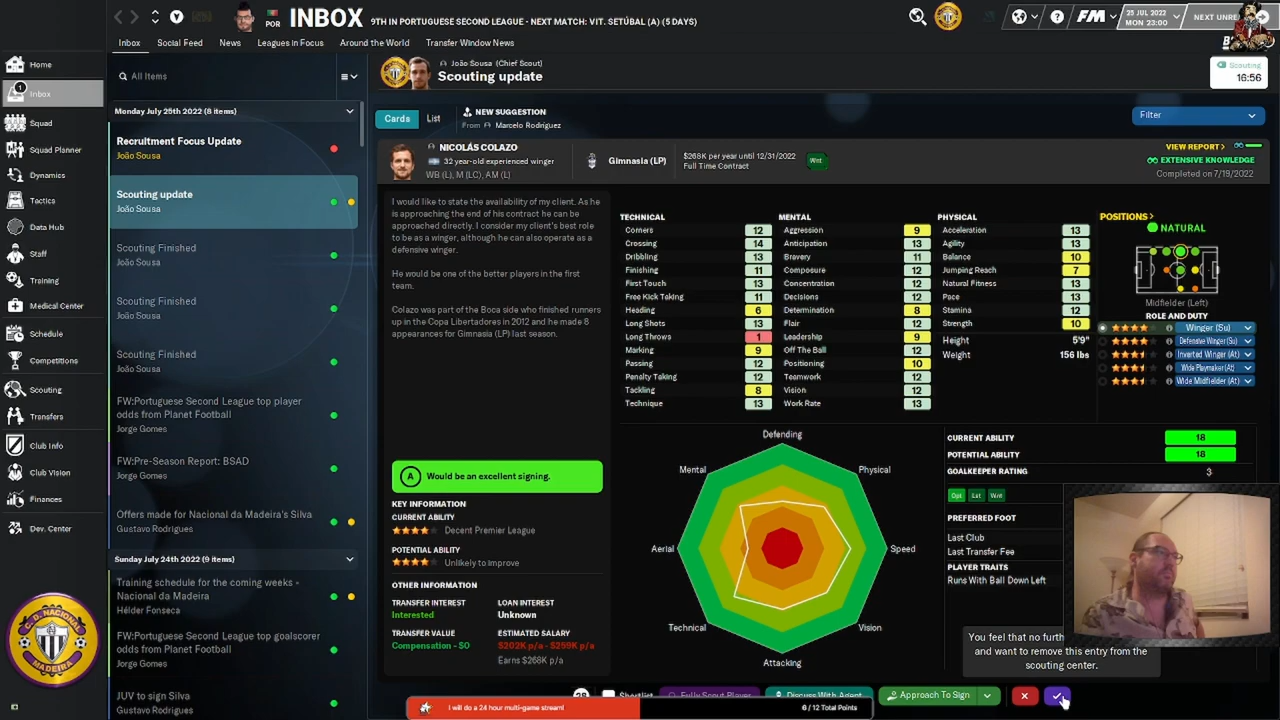 INBOX
POR
9TH IN PORTUGUESE SECOND LEAGUE - NEXT MATCH: VIT. SETÚBAL (A) (5 DAYS)
FM
25 JUL 2022
MON 23:00
Inbox
Social Feed
News
Leagues in Focus
Around the World
Transfer Window News
Home
Inbox
1
Squad
Squad Planner
Dynamics
Tactics
Data Hub
Staff
Training
Medical Center
Schedule
Competitions
Scouting
Transfers
Club Info
Club Vision
Finances
Dev. Center
All Items
Monday July 25th 2022 (8 items)
Recruitment Focus Update
João Sousa
Scouting update
João Sousa
Scouting Finished
João Sousa
Scouting Finished
João Sousa
Scouting Finished
João Sousa
FW:Portuguese Second League top player
odds from Planet Football
Jorge Gomes
FW:Pre-Season Report: BSAD
Jorge Gomes
Offers made for Nacional da Madeira's Silva
Gustavo Rodrigues
Sunday July 24th 2022 (9 items)
Training schedule for the coming weeks -
Nacional da Madeira
Hélder Fonseca
FW:Portuguese Second League top goalscorer
odds from Planet Football
Jorge Gomes
JUV to sign Silva
Gustavo Rodrigues
João Sousa (Chief Scout)
Scouting update
Scouting
16:56
Cards
List
NEW SUGGESTION
From Marcelo Rodriguez
Filter
NICOLÁS COLAZO
32 year-old experienced winger
WB (L), M (LC), AM (L)
Gimnasia (LP)
$268K per year until 12/31/2022
Full Time Contract
Wnt
VIEW REPORT >
EXTENSIVE KNOWLEDGE
Completed on 7/19/2022
I would like to state the availability of my client. As he
is approaching the end of his contract he can be
approached directly. I consider my client's best role
to be as a winger, although he can also operate as a
defensive winger.
He would be one of the better players in the first
team.
Colazo was part of the Boca side who finished runners
up in the Copa Libertadores in 2012 and he made 8
appearances for Gimnasia (LP) last season.
A Would be an excellent signing.
KEY INFORMATION
CURRENT ABILITY
Decent Premier League
POTENTIAL ABILITY
Unlikely to Improve
OTHER INFORMATION
TRANSFER INTEREST
Interested
LOAN INTEREST
Unknown
TRANSFER VALUE
Compensation - $0
ESTIMATED SALARY
$202K p/a - $259K p/a
Earns $268K p/a
TECHNICAL
Corners 12
Crossing 14
Dribbling 13
Finishing 11
First Touch 13
Free Kick Taking 11
Heading 6
Long Shots 13
Long Throws 1
Marking 9
Passing 12
Penalty Taking 12
Tackling 8
Technique 13
MENTAL
Aggression 9
Anticipation 13
Bravery 11
Composure 12
Concentration 12
Decisions 12
Determination 8
Flair 12
Leadership 9
Off The Ball 12
Positioning 10
Teamwork 12
Vision 12
Work Rate 13
PHYSICAL
Acceleration 13
Agility 13
Balance 10
Jumping Reach 7
Natural Fitness 13
Pace 13
Stamina 12
Strength 10
Height 5'9"
Weight 156 lbs
POSITIONS >
NATURAL
Midfielder (Left)
ROLE AND DUTY
Winger (Su)
Defensive Winger (Su)
Inverted Winger (At)
Wide Playmaker (At)
Wide Midfielder (At)
Defending
Physical
Speed
Vision
Attacking
Technical
Aerial
Mental
CURRENT ABILITY 18
POTENTIAL ABILITY 18
GOALKEEPER RATING 3
Opt Lst Wnt
PREFERRED FOOT
Last Club
Last Transfer Fee
PLAYER TRAITS
Runs With Ball Down Left
You feel that no furth
and want to remove this entry from the
scouting center.
Shortlist
Fully Scout Player
Discuss With Agent
Approach To Sign
I will do a 24 hour multi-game stream!
6 / 12 Total Points